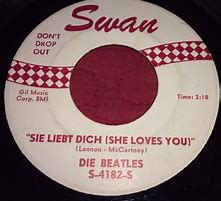 Swan
DON'T
DROP
OUT
Gil Music
Corp. BMI
Time: 2:18
"SIE LIEBT DICH (SHE LOVES YOU)"
(Lennon - McCartney)
DIE BEATLES
S-4182-S